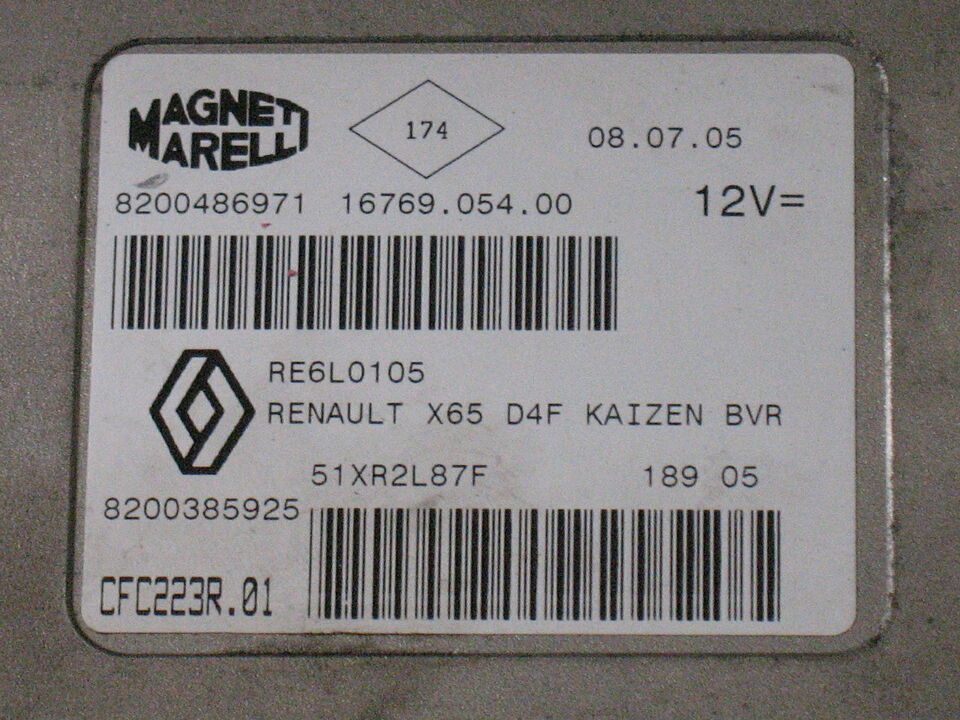 MAGNETI
MARELLI
174
08.07.05
8200486971 16769.054.00
12V=
RE6L0105
RENAULT X65 D4F KAIZEN BVR
51XR2L87F 189 05
8200385925
CFC223R.01